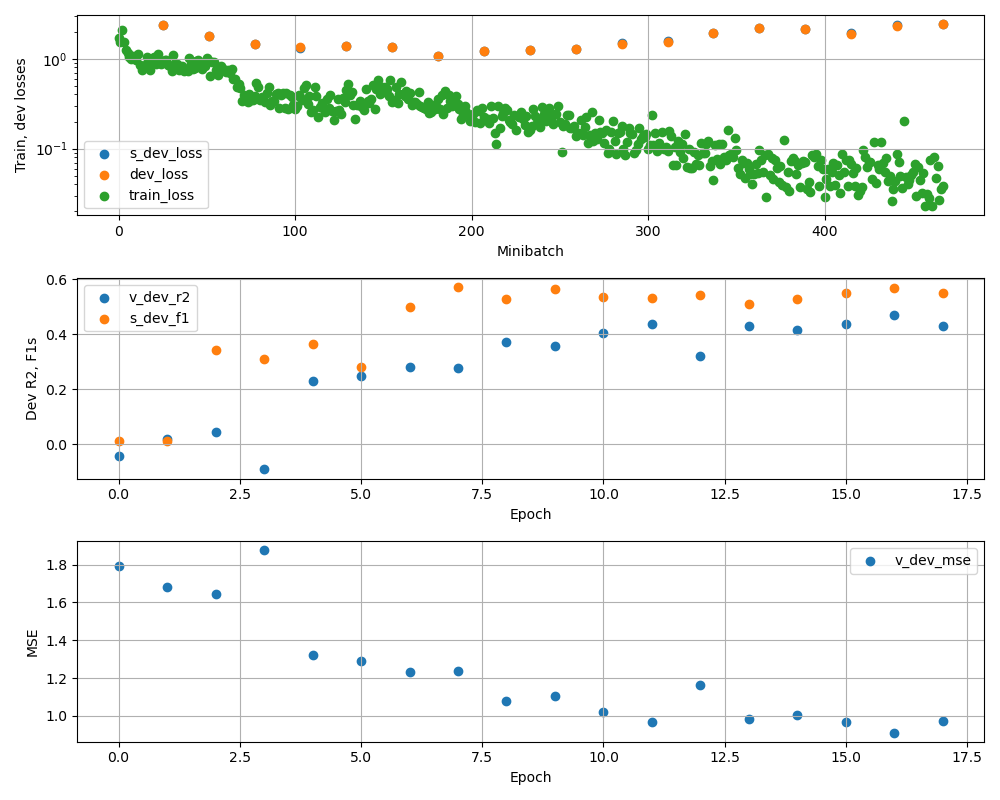 Train, dev losses
10⁰
10⁻¹
s_dev_loss
dev_loss
train_loss
0
100
200
300
400
Minibatch
Dev R2, F1s
0.6
0.4
0.2
0.0
v_dev_r2
s_dev_f1
0.0
2.5
5.0
7.5
10.0
12.5
15.0
17.5
Epoch
MSE
1.8
1.6
1.4
1.2
1.0
v_dev_mse
0.0
2.5
5.0
7.5
10.0
12.5
15.0
17.5
Epoch